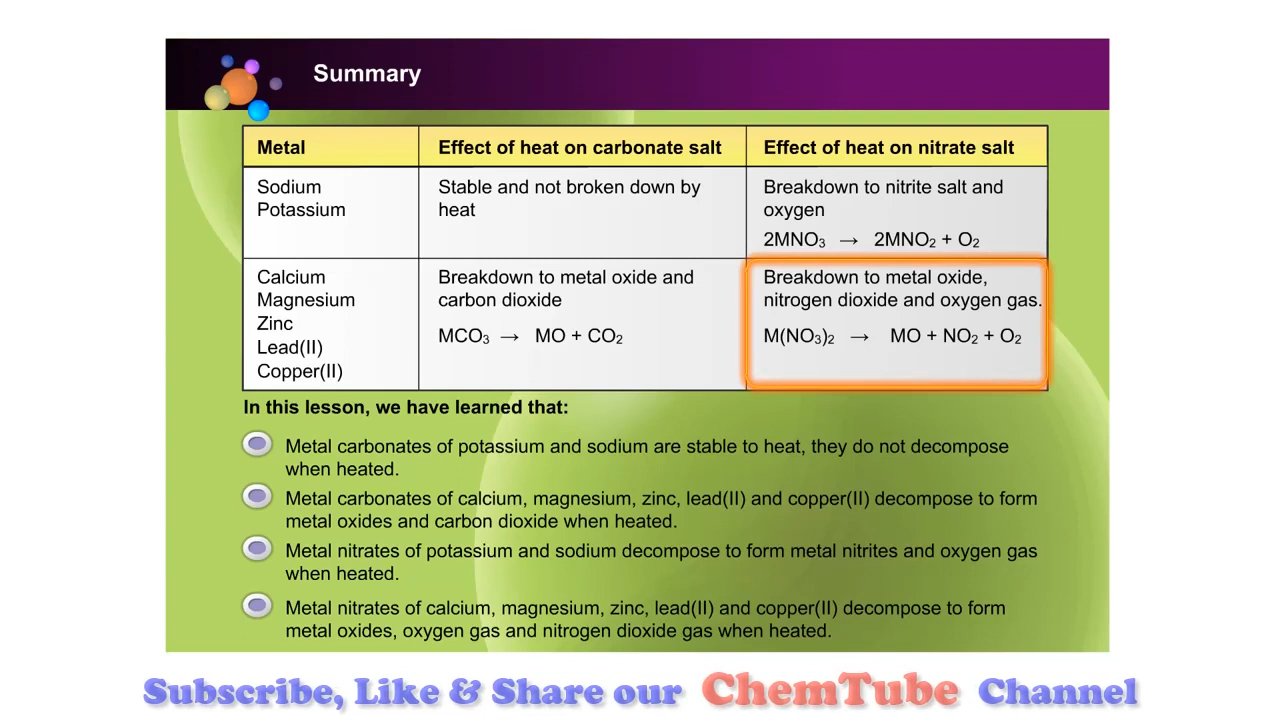 Summary
Metal
Effect of heat on carbonate salt
Effect of heat on nitrate salt
Sodium
Potassium
Stable and not broken down by
heat
Breakdown to nitrite salt and
oxygen
2MNO₃ → 2MNO₂ + O₂
Calcium
Magnesium
Zinc
Lead(II)
Copper(II)
Breakdown to metal oxide and
carbon dioxide
MCO₃ → MO + CO₂
Breakdown to metal oxide,
nitrogen dioxide and oxygen gas.
M(NO₃)₂ → MO + NO₂ + O₂
In this lesson, we have learned that:
Metal carbonates of potassium and sodium are stable to heat, they do not decompose
when heated.
Metal carbonates of calcium, magnesium, zinc, lead(II) and copper(II) decompose to form
metal oxides and carbon dioxide when heated.
Metal nitrates of potassium and sodium decompose to form metal nitrites and oxygen gas
when heated.
Metal nitrates of calcium, magnesium, zinc, lead(II) and copper(II) decompose to form
metal oxides, oxygen gas and nitrogen dioxide gas when heated.
Subscribe, Like & Share our ChemTube Channel